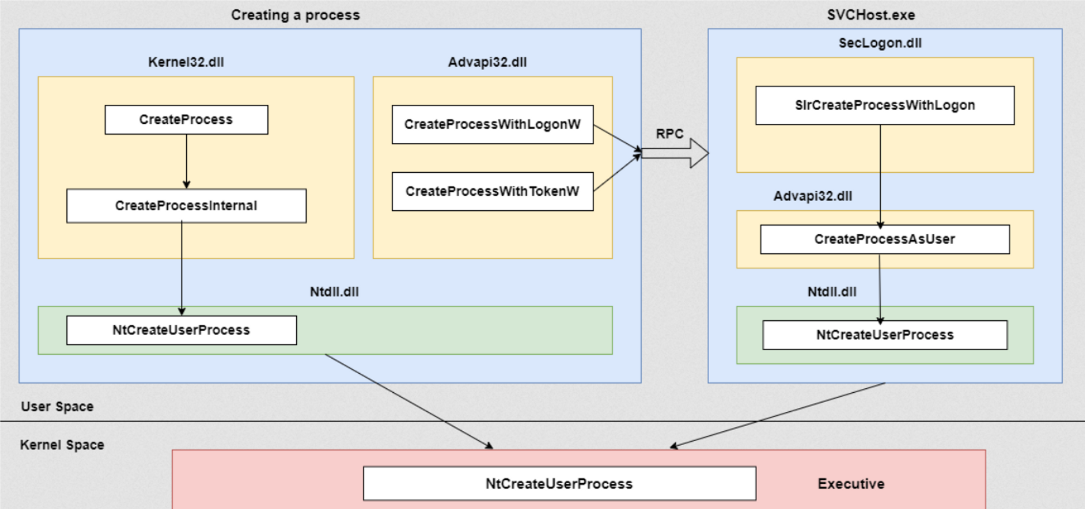 Creating a process
SVCHost.exe
Kernel32.dll
Advapi32.dll
SecLogon.dll
CreateProcess
CreateProcessWithLogonW
SlrCreateProcessWithLogon
RPC
CreateProcessInternal
CreateProcessWithTokenW
Advapi32.dll
CreateProcessAsUser
Ntdll.dll
Ntdll.dll
NtCreateUserProcess
NtCreateUserProcess
User Space
Kernel Space
NtCreateUserProcess
Executive